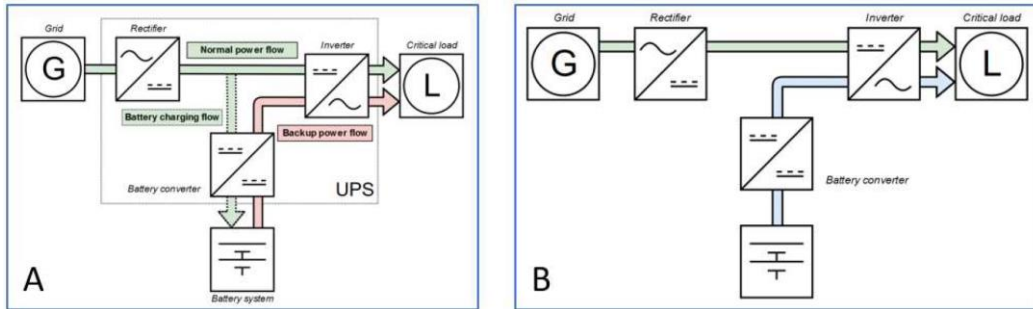 Grid
Rectifier
Normal power flow
Inverter
Critical load
G
L
Battery charging flow
Backup power flow
Battery converter
UPS
A
Battery system
Grid
Rectifier
Inverter
Critical load
G
L
Battery converter
B